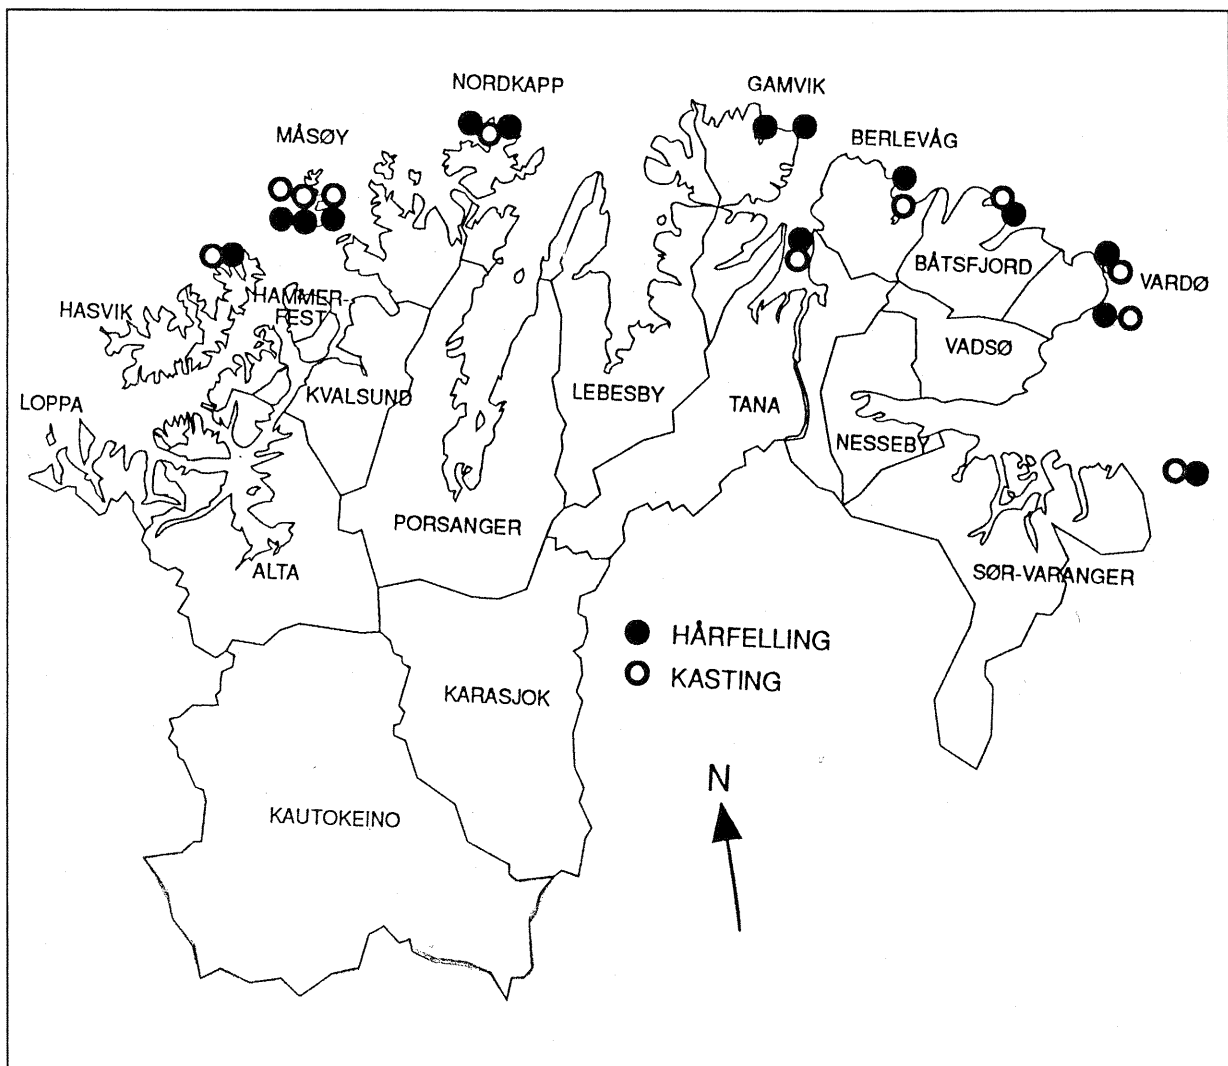 NORDKAPP
GAMVIK
MÅSØY
BERLEVÅG
BÅTSFJORD
VARDØ
HASVIK
HAMMER-
FEST
VADSØ
LOPPA
KVALSUND
LEBESBY
TANA
NESSEBY
PORSANGER
ALTA
SØR-VARANGER
HÅRFELLING
KASTING
KARASJOK
N
KAUTOKEINO